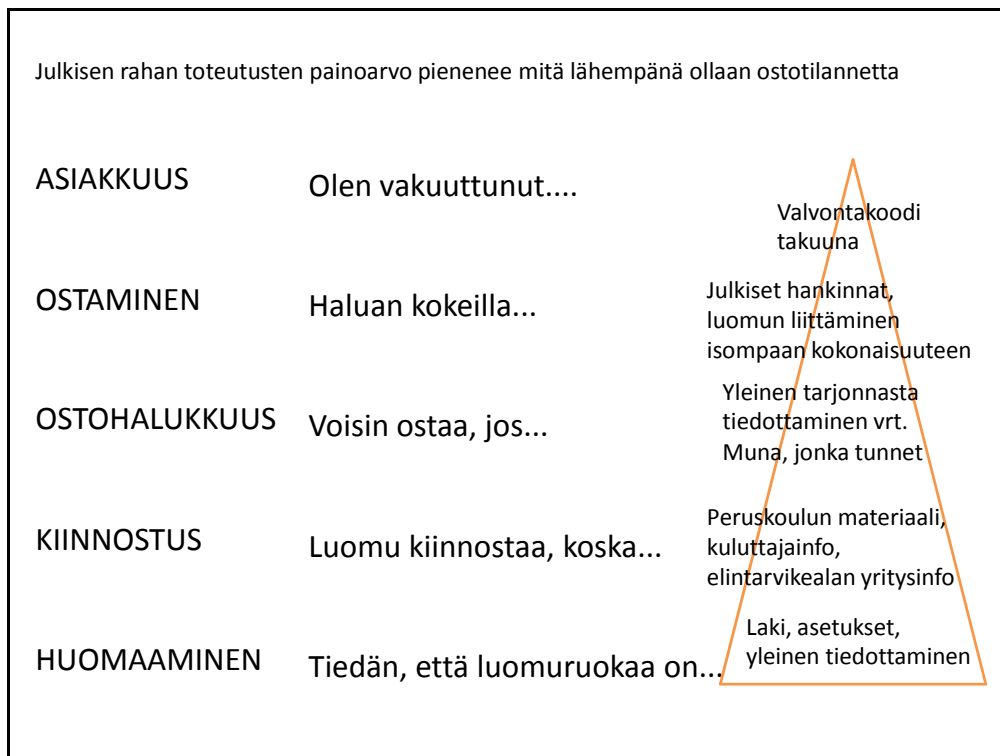 Julkisen rahan toteutusten painoarvo pienenee mitä lähempänä ollaan ostotilannetta
ASIAKKUUS
Olen vakuuttunut....
Valvontakoodi
takuuna
OSTAMINEN
Haluan kokeilla...
Julkiset hankinnat,
luomun liittäminen
isompaan kokonaisuuteen
OSTOHALUKKUUS
Voisin ostaa, jos...
Yleinen tarjonnasta
tiedottaminen vrt.
Muna, jonka tunnet
KIINNOSTUS
Luomu kiinnostaa, koska...
Peruskoulun materiaali,
kuluttajainfo,
elintarvikealan yritysinfo
HUOMAAMINEN
Tiedän, että luomuruokaa on...
Laki, asetukset,
yleinen tiedottaminen